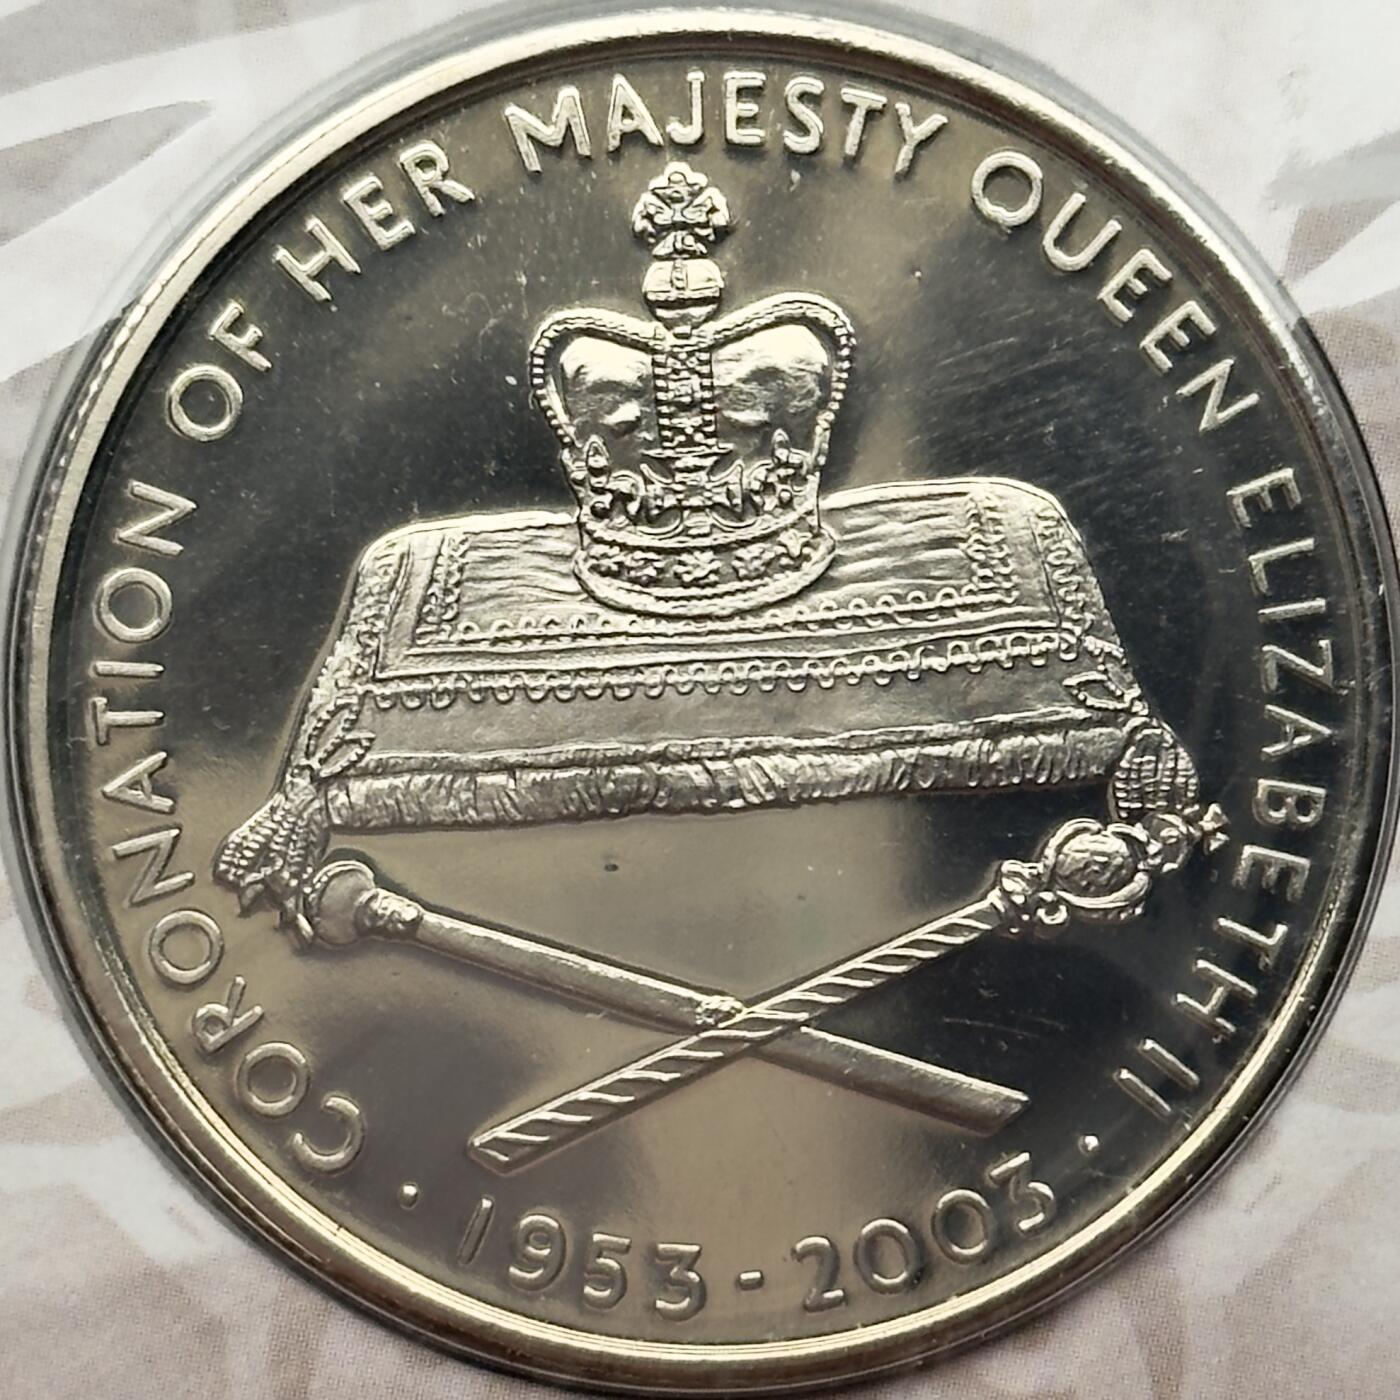 CORONATION OF HER MAJESTY QUEEN ELIZABETH II
· 1953 - 2003 ·